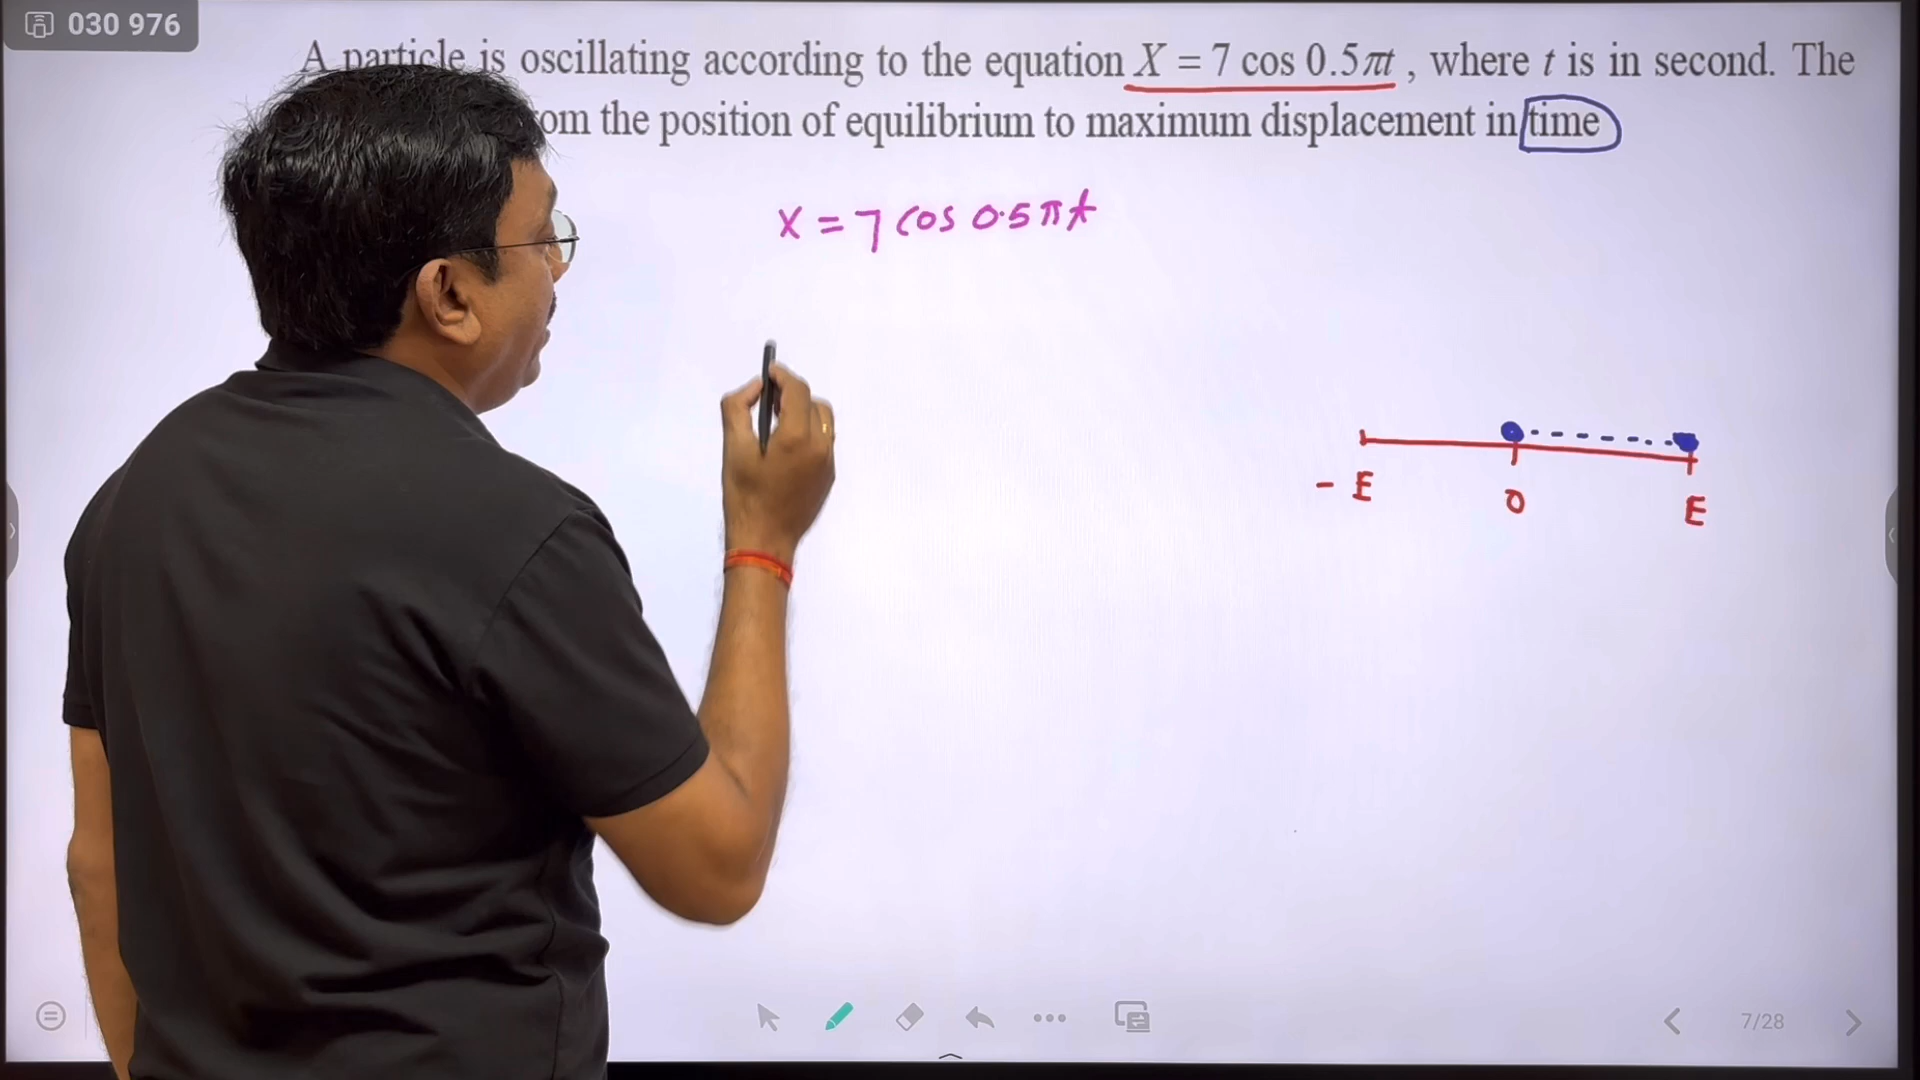 030 976
A particle is oscillating according to the equation X = 7 cos 0.5πt , where t is in second. The
om the position of equilibrium to maximum displacement in time
X = 7 cos 0.5πt
- E O E
7/28